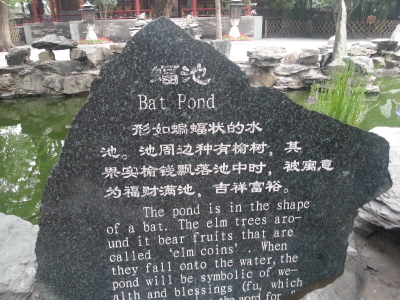 蝠池
Bat Pond
形如蝙蝠状的水
池。池周边种有榆树，其
果实榆钱飘落池中时，被寓意
为福财满池，吉祥富裕。
The pond is in the shape
of a bat. The elm trees aro-
und it bear fruits that are
called 'elm coins'. When
they fall onto the water, the
pond will be symbolic of we-
alth and blessings (fu, which
the word for